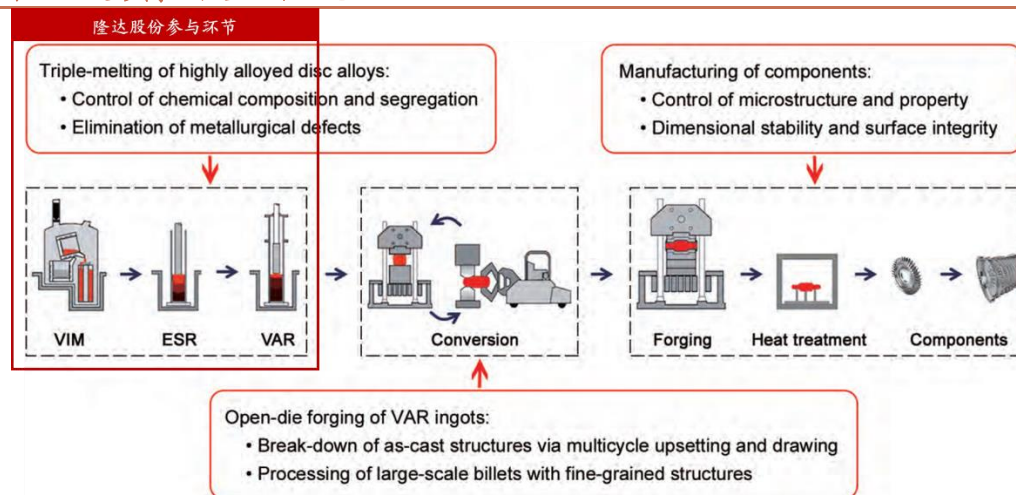 隆达股份参与环节
Triple-melting of highly alloyed disc alloys:
• Control of chemical composition and segregation
• Elimination of metallurgical defects
Manufacturing of components:
• Control of microstructure and property
• Dimensional stability and surface integrity
VIM
ESR
VAR
Conversion
Forging
Heat treatment
Components
Open-die forging of VAR ingots:
• Break-down of as-cast structures via multicycle upsetting and drawing
• Processing of large-scale billets with fine-grained structures